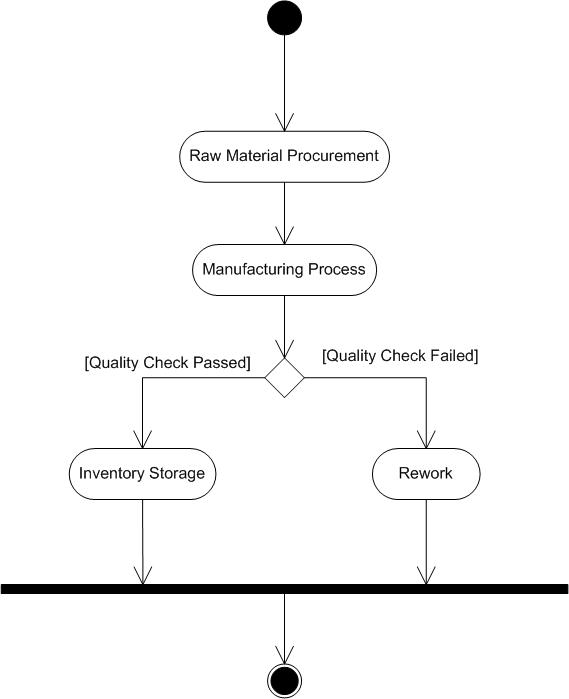 Raw Material Procurement
Manufacturing Process
[Quality Check Passed]
[Quality Check Failed]
Inventory Storage
Rework